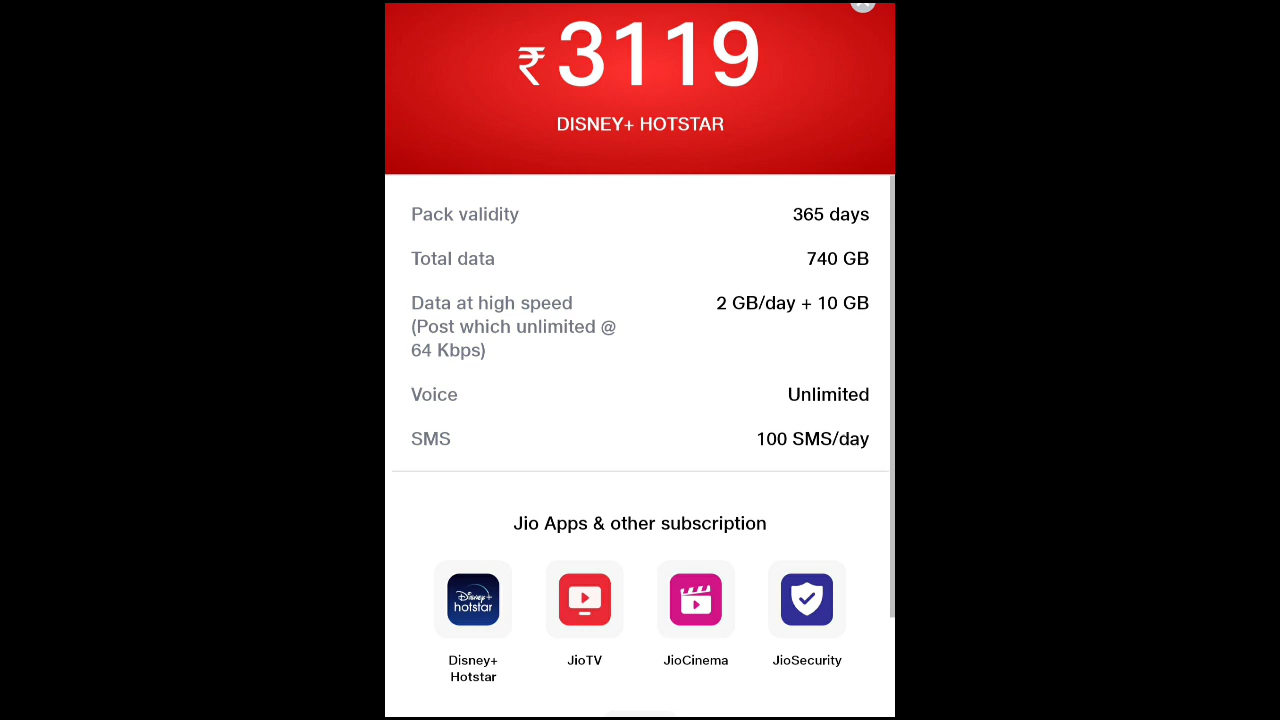 ₹ 3119
DISNEY+ HOTSTAR
Pack validity 365 days
Total data 740 GB
Data at high speed 2 GB/day + 10 GB
(Post which unlimited @
64 Kbps)
Voice Unlimited
SMS 100 SMS/day
Jio Apps & other subscription
Disney+
hotstar
Disney+ JioTV JioCinema JioSecurity
Hotstar